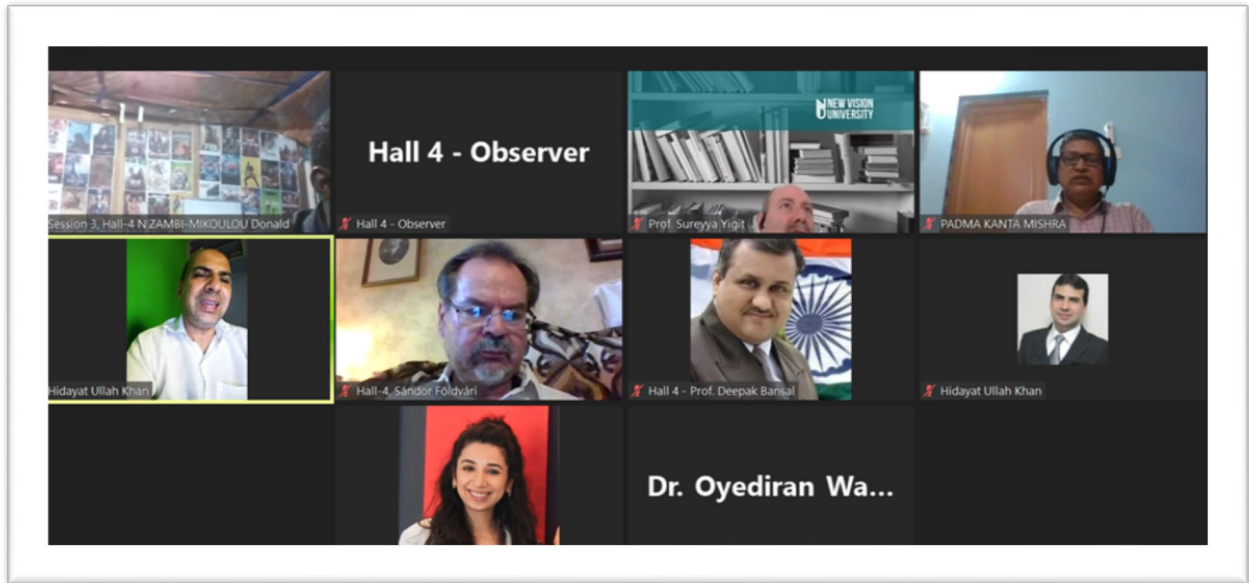 Session 3, Hall-4 N'ZAMBI-MIKOULOU Donald
Hall 4 - Observer
Hall 4 - Observer
NEW VISION
UNIVERSITY
Prof. Sureyya Yigit
PADMA KANTA MISHRA
Hidayat Ullah Khan
Hall-4, Sándor Földvári
Hall 4 - Prof. Deepak Bansal
Hidayat Ullah Khan
Dr. Oyediran Wa...